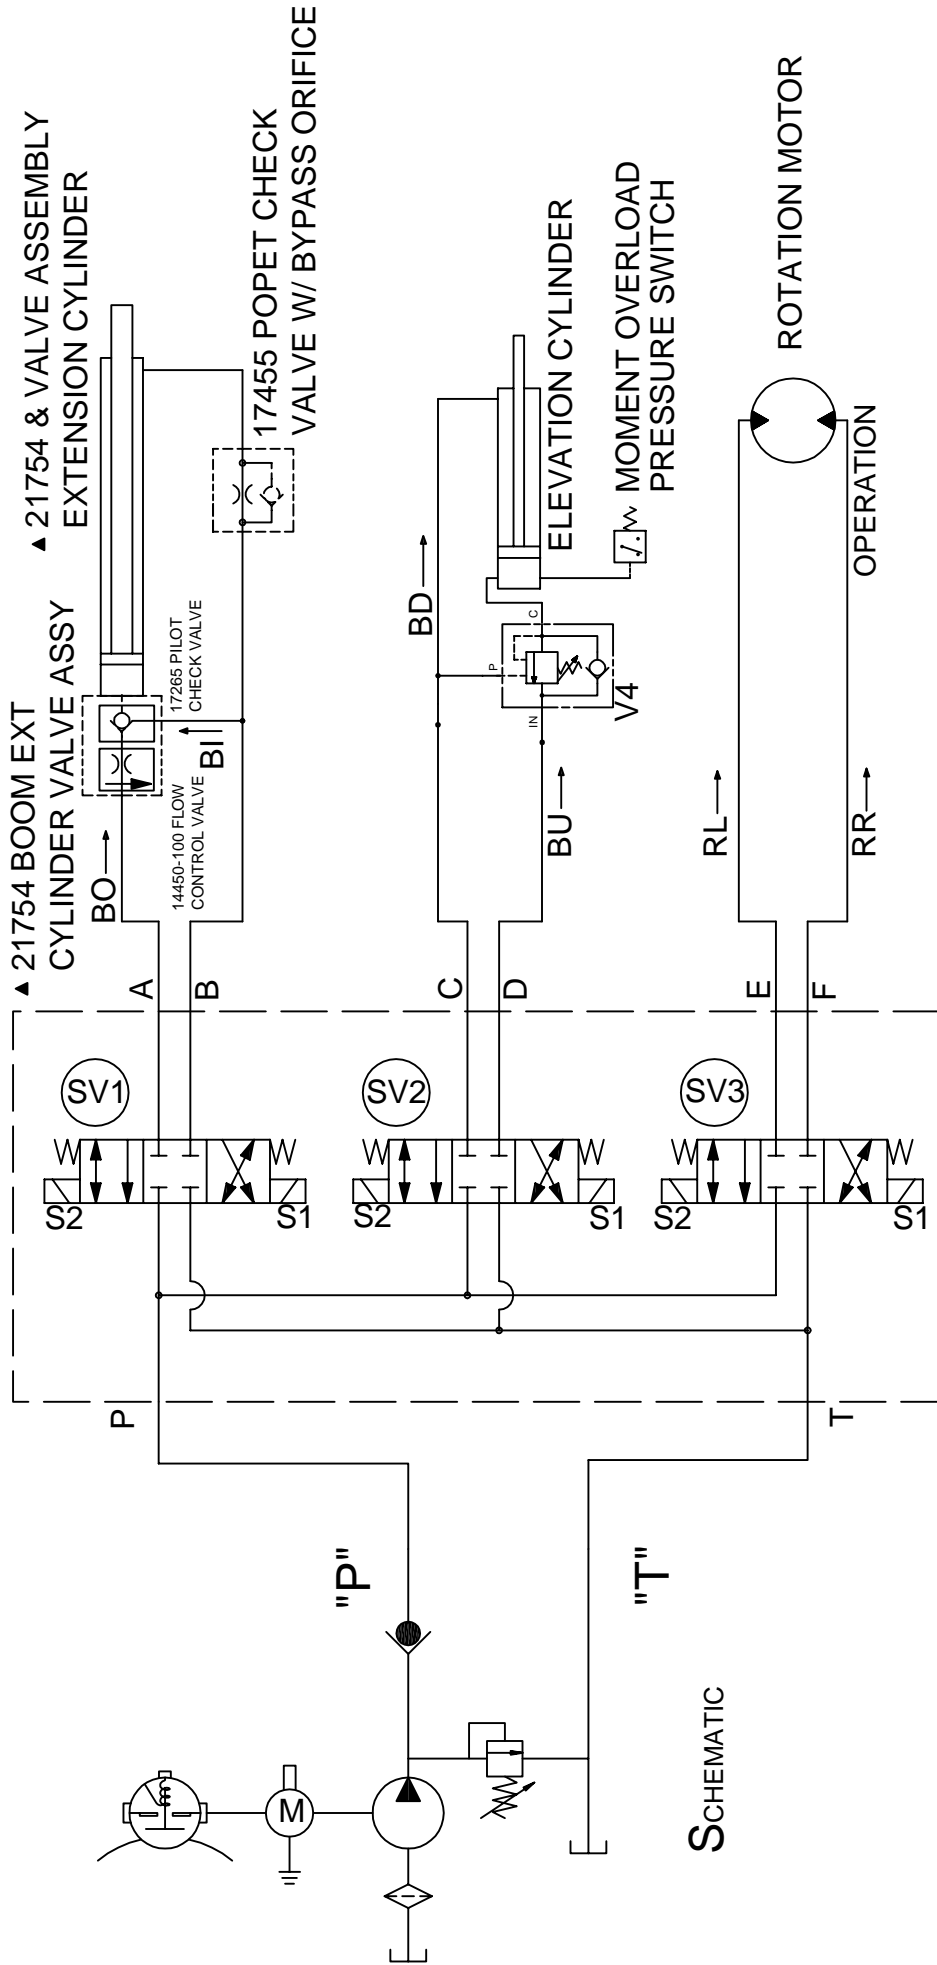 ▲ 21754 BOOM EXT
CYLINDER VALVE ASSY
▲ 21754 & VALVE ASSEMBLY
EXTENSION CYLINDER
BO
14450-100 FLOW
CONTROL VALVE
BI
17265 PILOT
CHECK VALVE
17455 POPET CHECK
VALVE W/ BYPASS ORIFICE
SV1
A
B
S2
S1
P
"P"
M
BD
P
IN
C
V4
BU
ELEVATION CYLINDER
MOMENT OVERLOAD
PRESSURE SWITCH
SV2
C
D
S2
S1
RL
RR
ROTATION MOTOR
OPERATION
SV3
E
F
S2
S1
T
"T"
SCHEMATIC